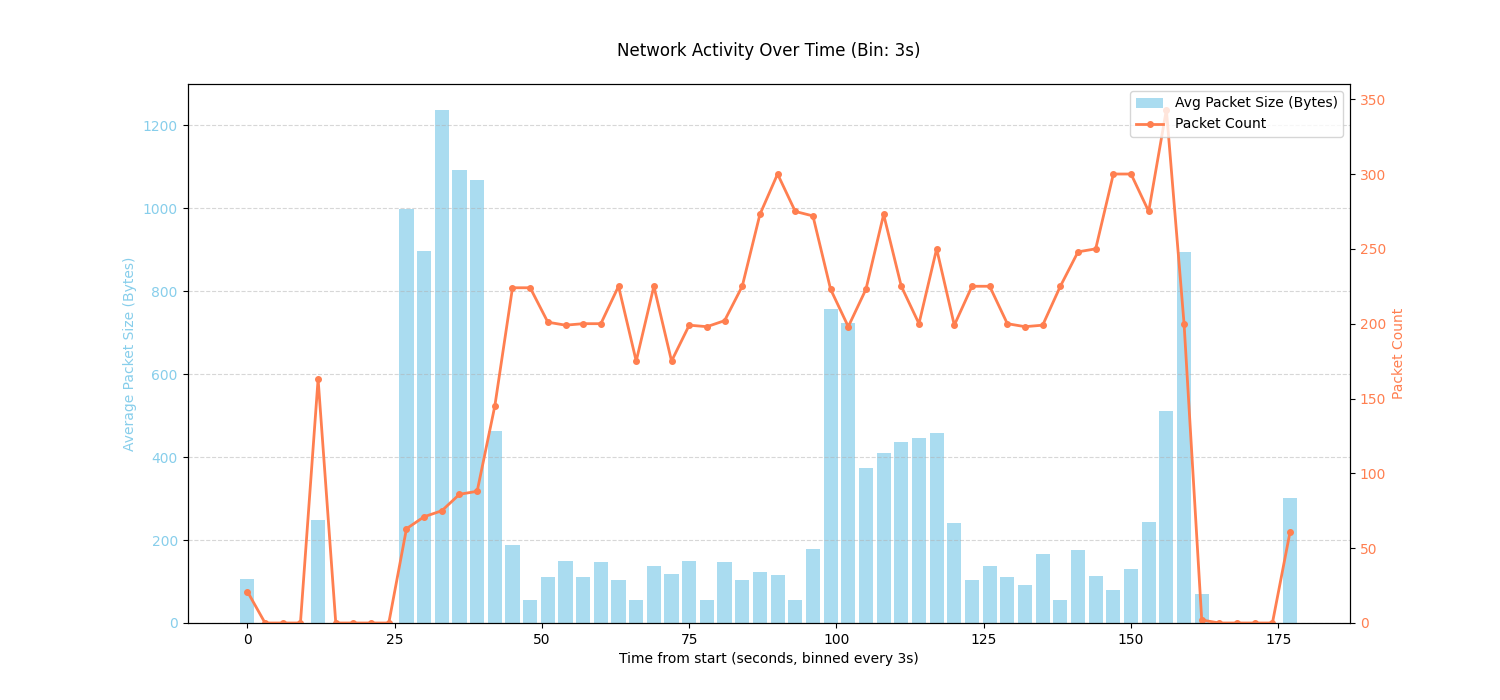 Network Activity Over Time (Bin: 3s)
Avg Packet Size (Bytes)
Packet Count
1200
1000
800
600
400
200
0
Average Packet Size (Bytes)
350
300
250
200
150
100
50
0
Packet Count
0 25 50 75 100 125 150 175
Time from start (seconds, binned every 3s)